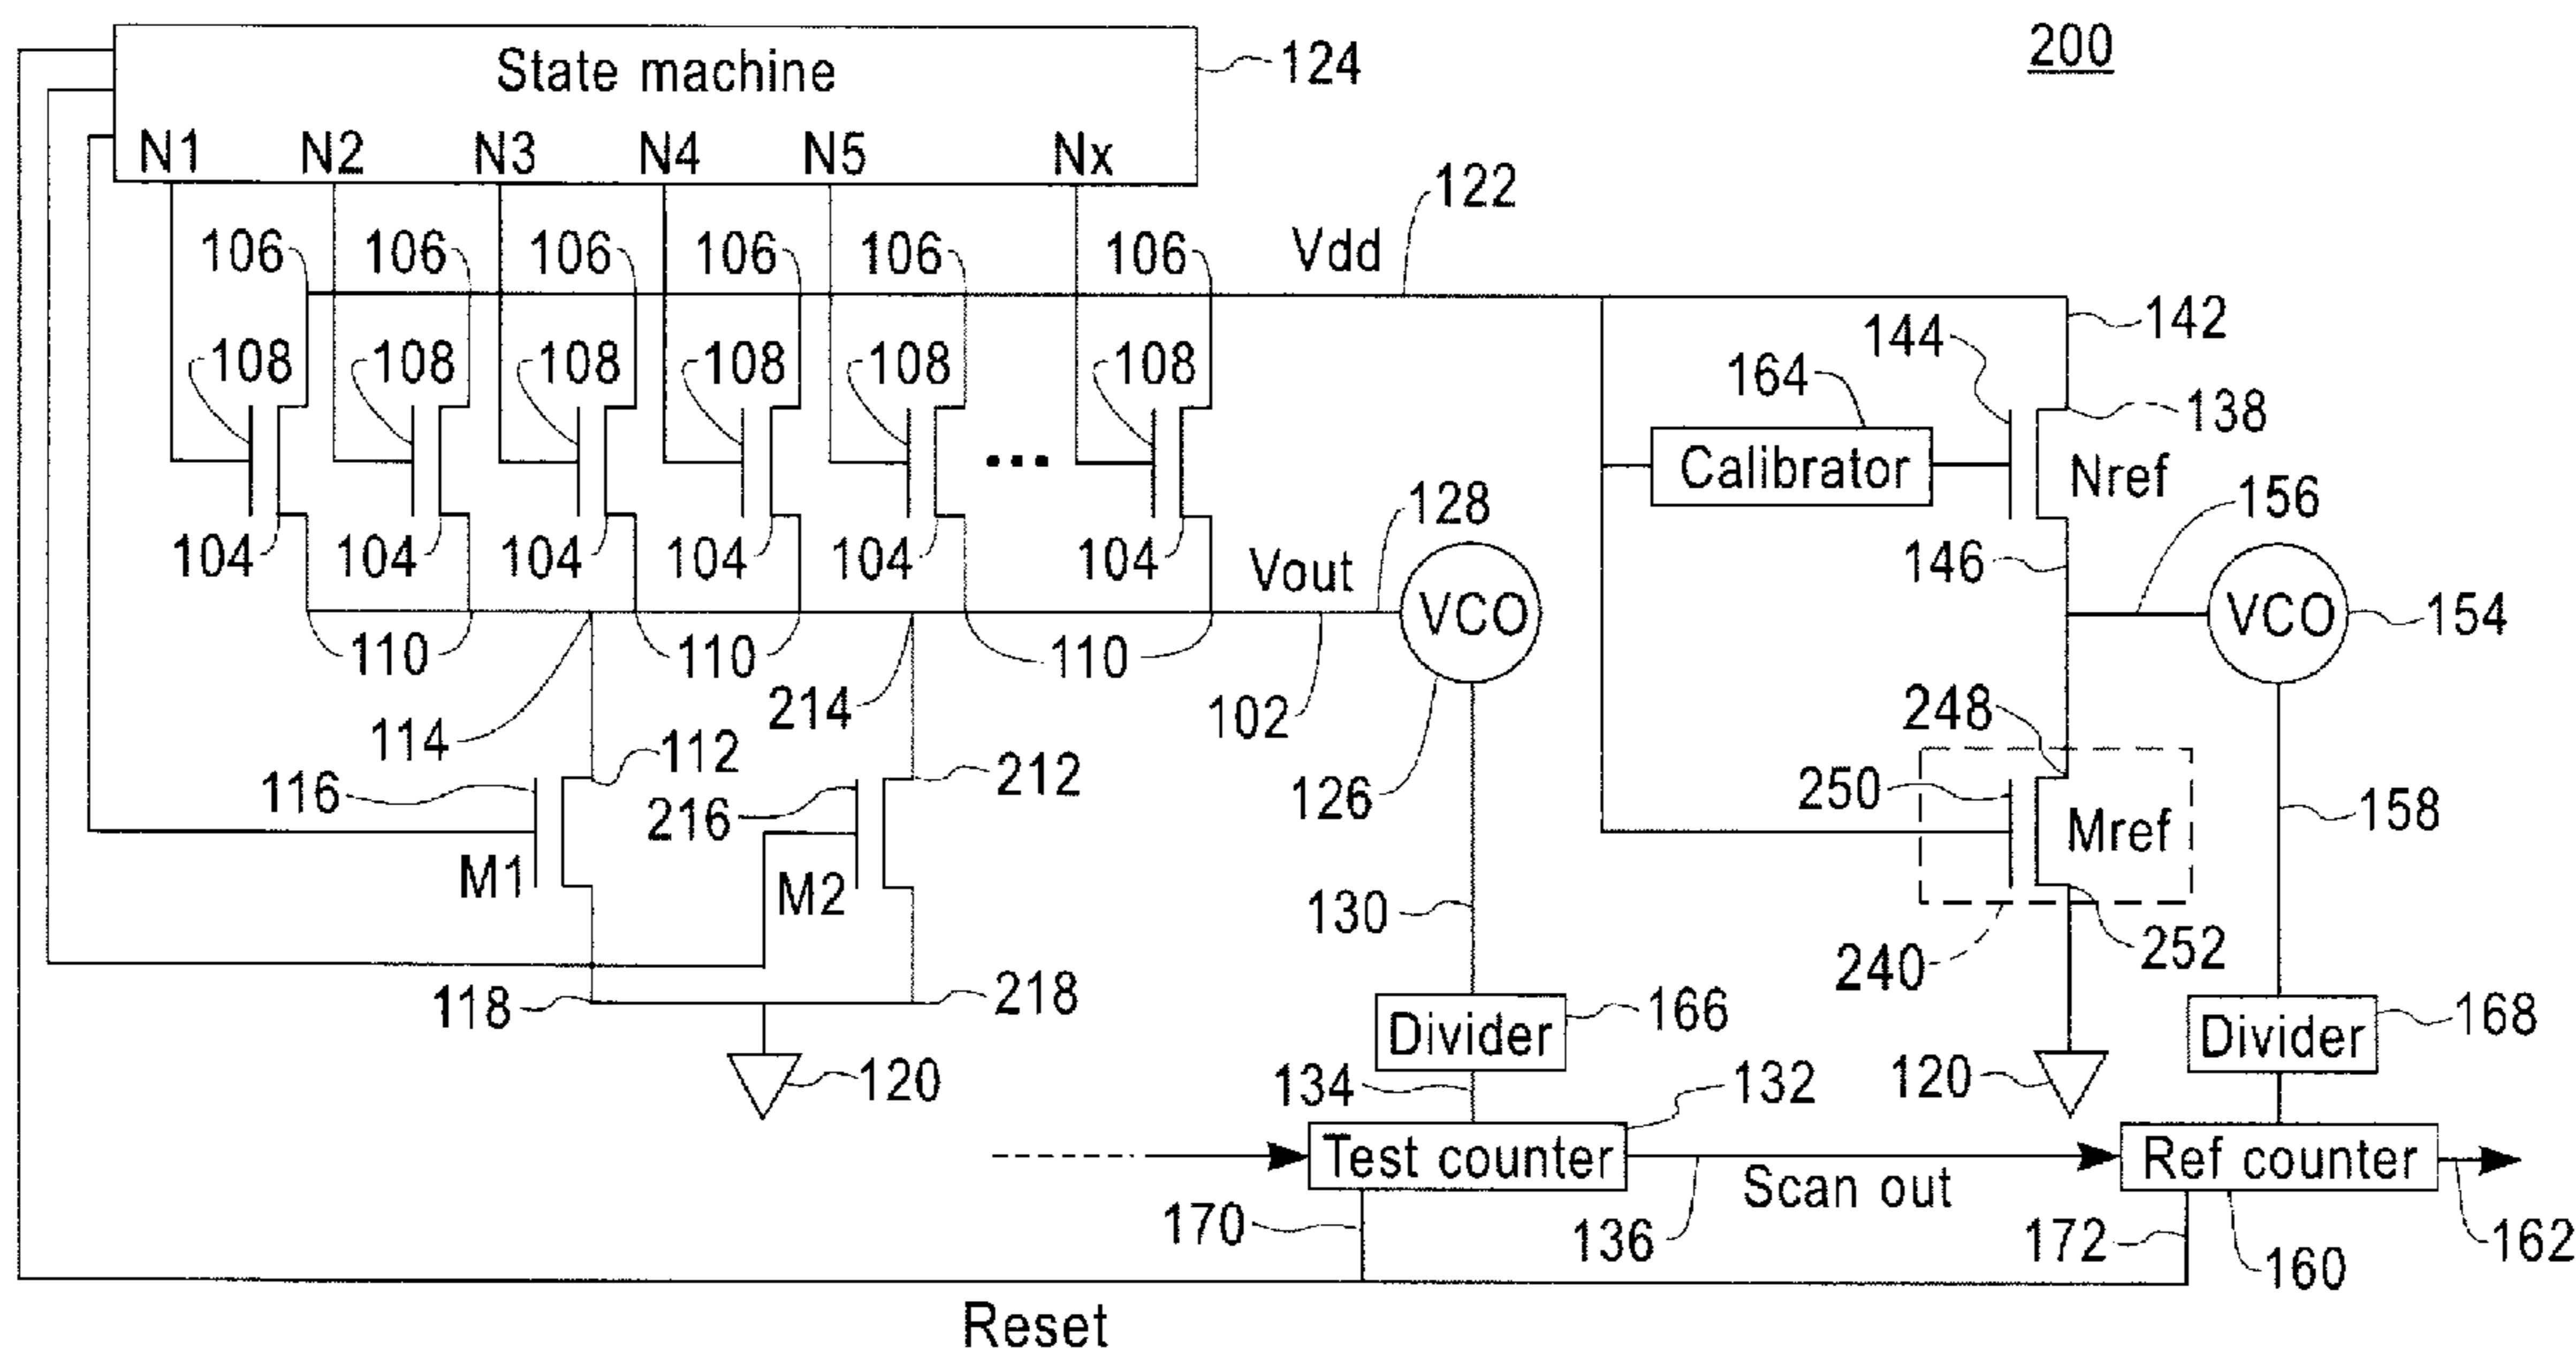 200
State machine
124
N1 N2 N3 N4 N5 Nx
122
106 106 106 106 106 106
Vdd
142
144
108 108 108 108 108 108
164
138
Calibrator
Nref
128
156
104 104 104 104 104 104
Vout
146
VCO
VCO
154
110 110 110
214
102
114
112
248
212
116
216
126
250
158
M1
M2
Mref
130
240
252
118
218
Divider
166
Divider
168
120
134
132
120
Test counter
Ref counter
Scan out
170
136
172
160
162
Reset